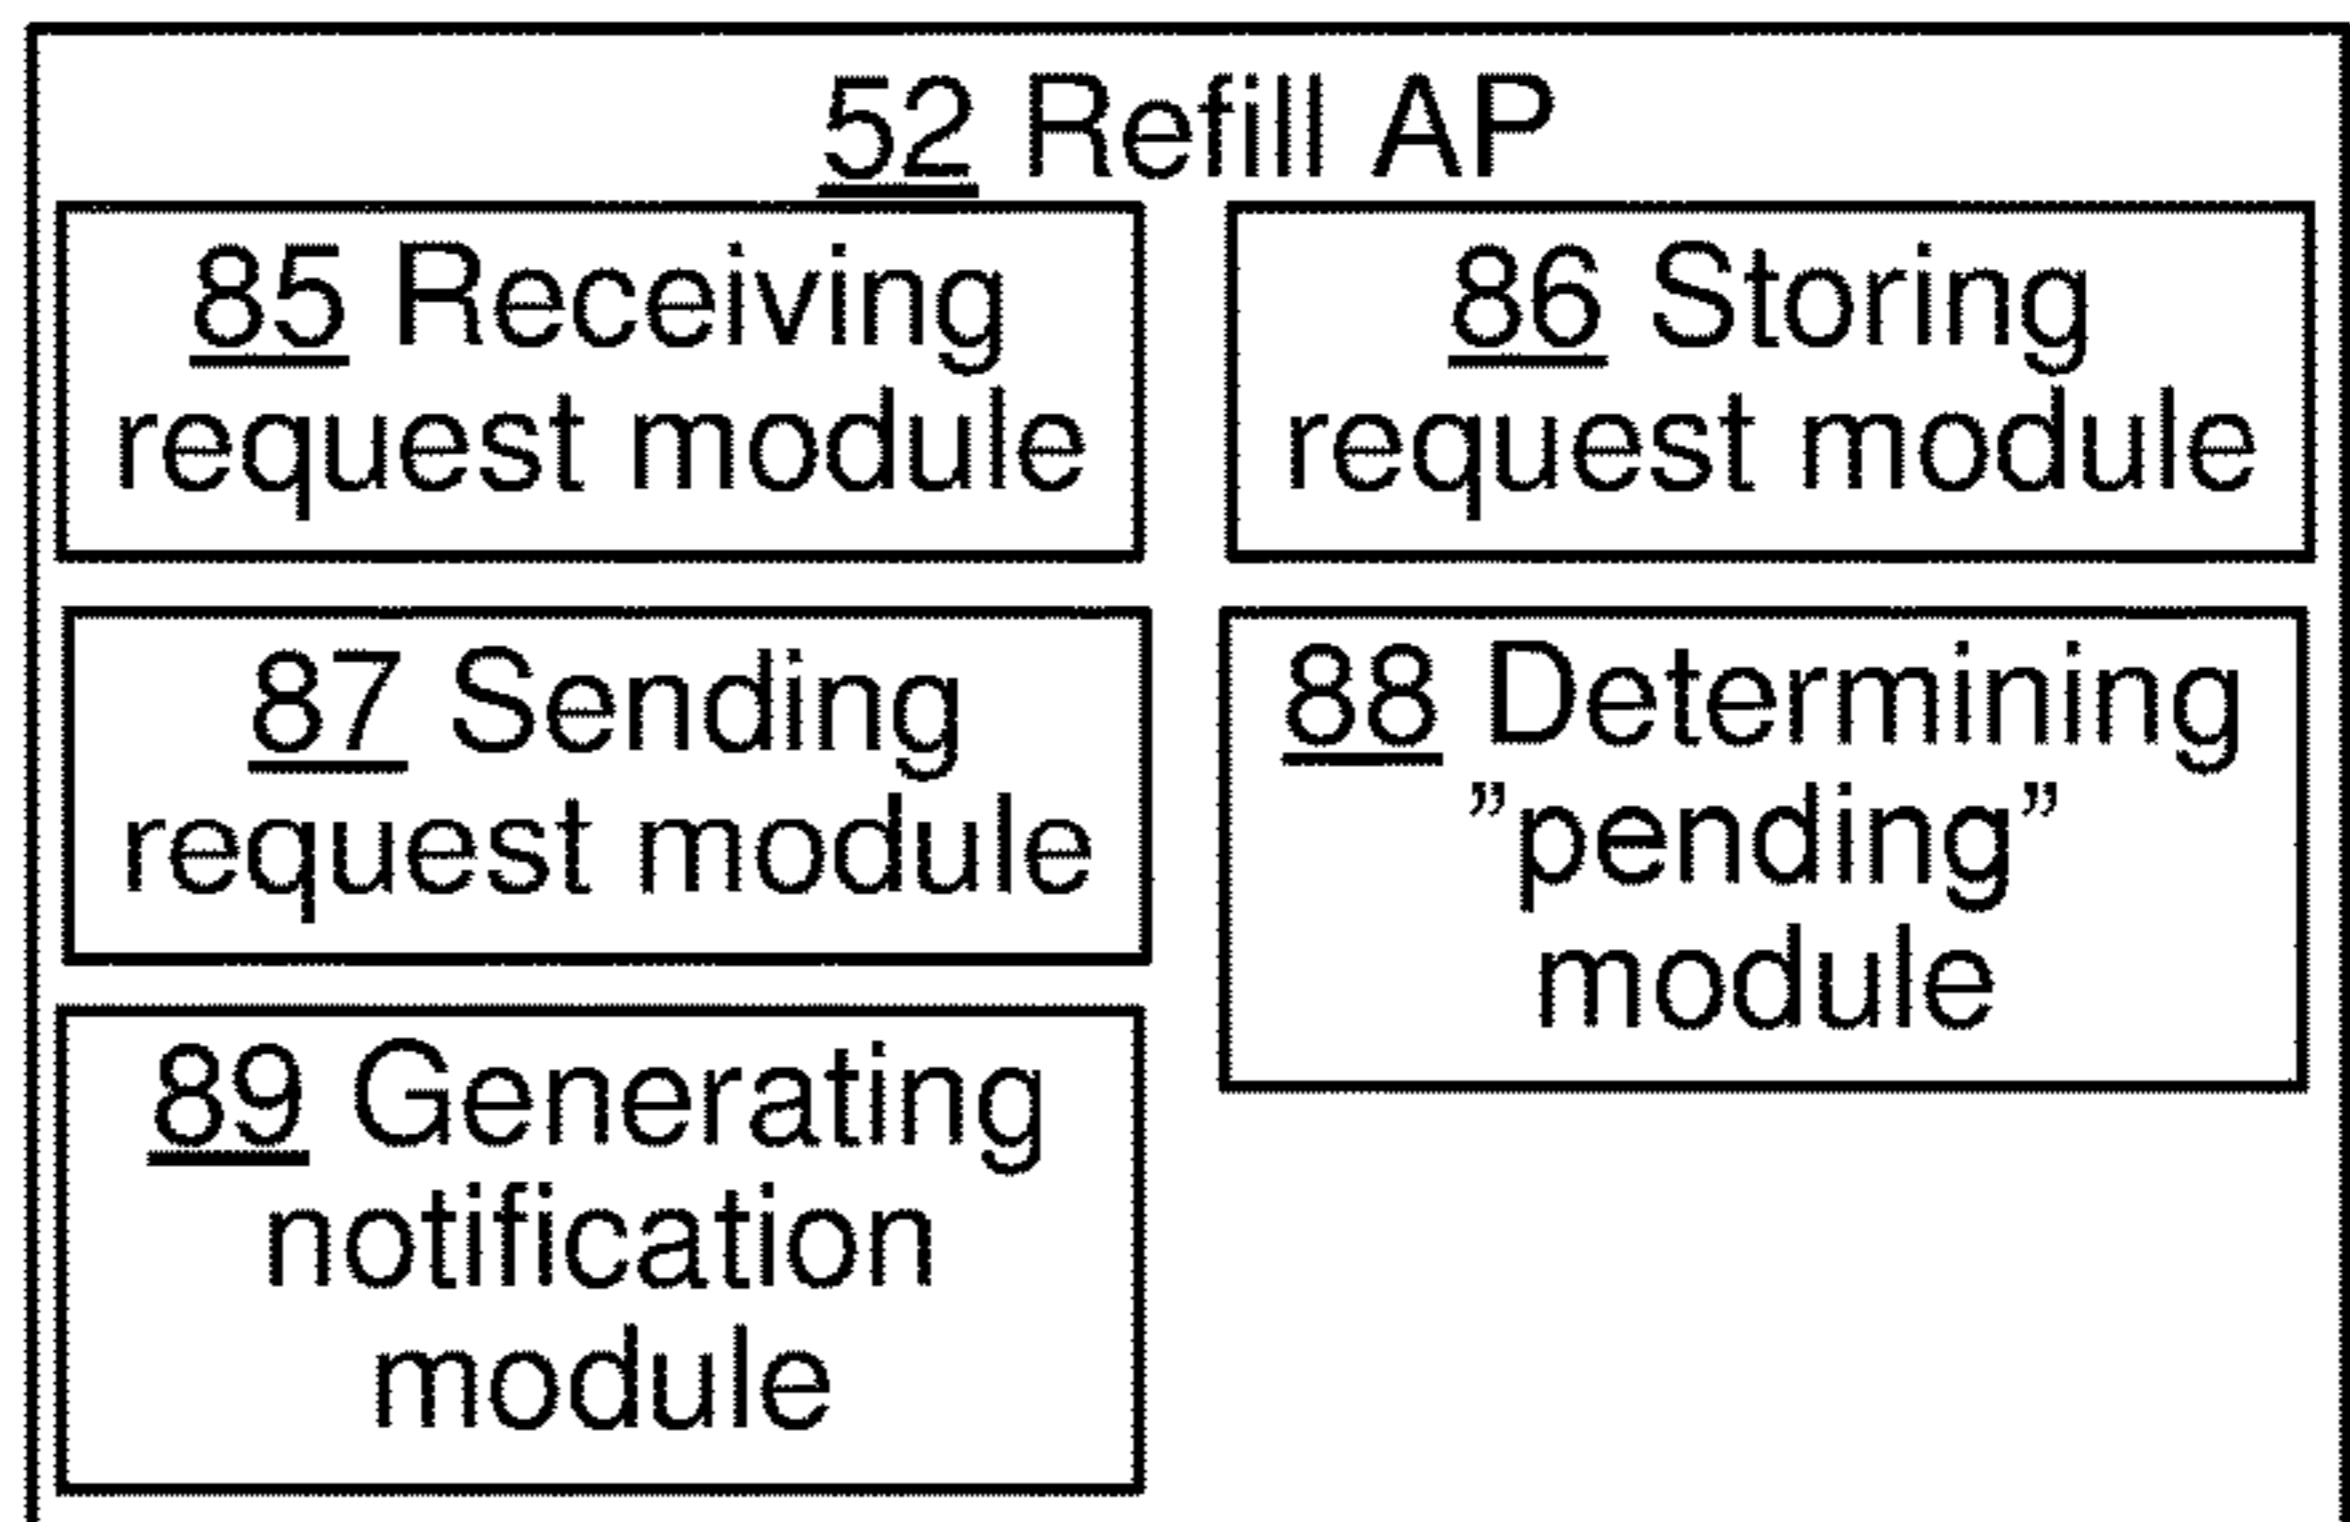 52 Refill AP
85 Receiving
request module
86 Storing
request module
87 Sending
request module
88 Determining
”pending”
module
89 Generating
notification
module